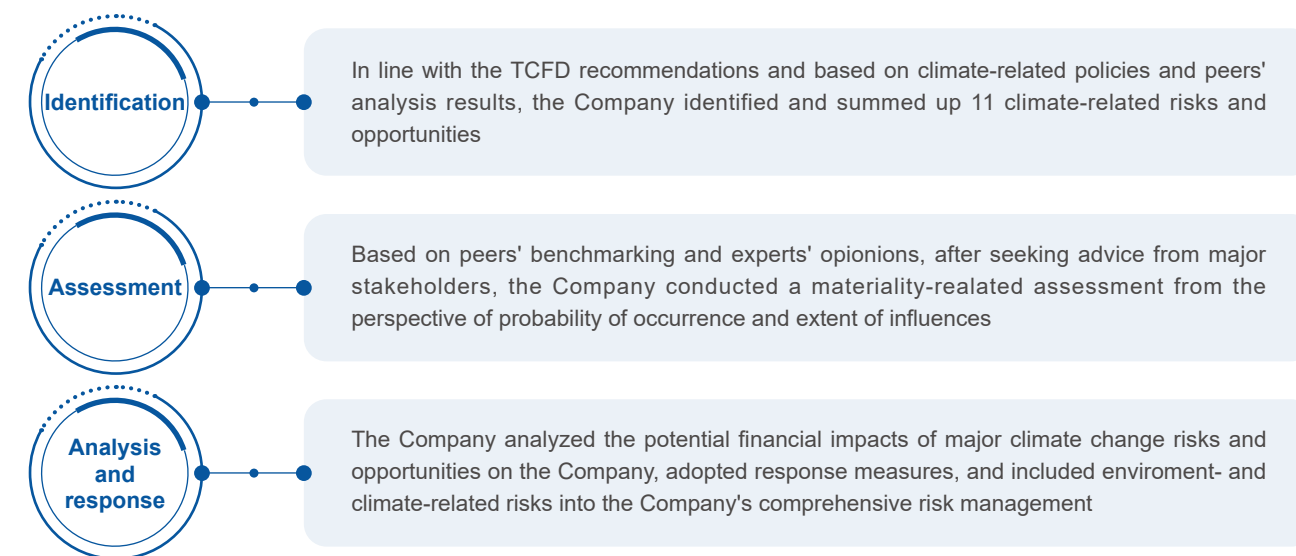 Identification
In line with the TCFD recommendations and based on climate-related policies and peers'
analysis results, the Company identified and summed up 11 climate-related risks and
opportunities
Assessment
Based on peers' benchmarking and experts' opionions, after seeking advice from major
stakeholders, the Company conducted a materiality-realated assessment from the
perspective of probability of occurrence and extent of influences
Analysis
and
response
The Company analyzed the potential financial impacts of major climate change risks and
opportunities on the Company, adopted response measures, and included enviroment- and
climate-related risks into the Company's comprehensive risk management